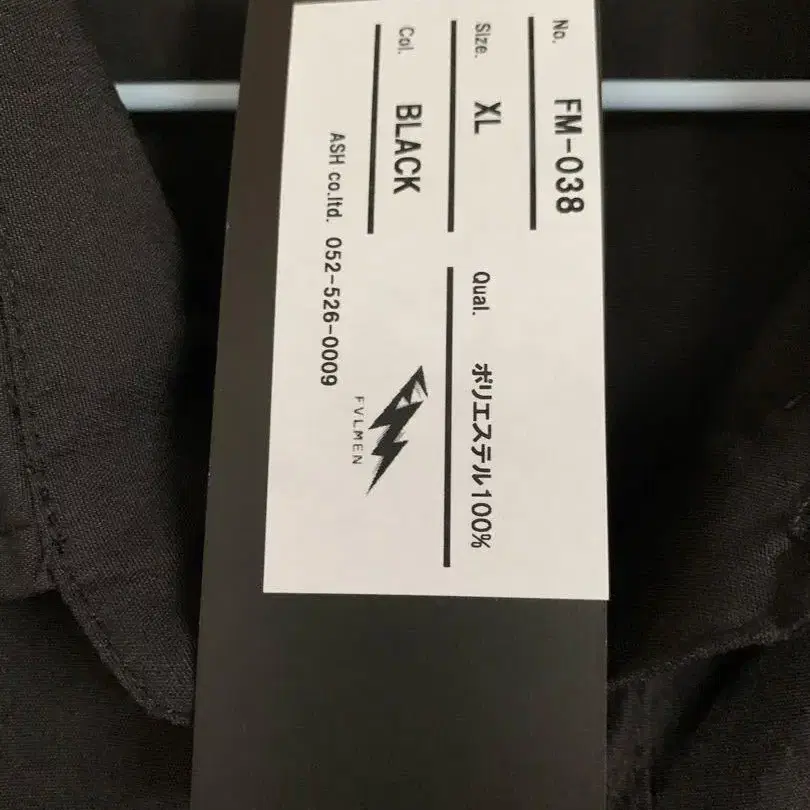 No. FM-038
Size. XL
Qual. ポリエステル100%
Col. BLACK
FVLMEN
ASH co.ltd. 052-526-0009